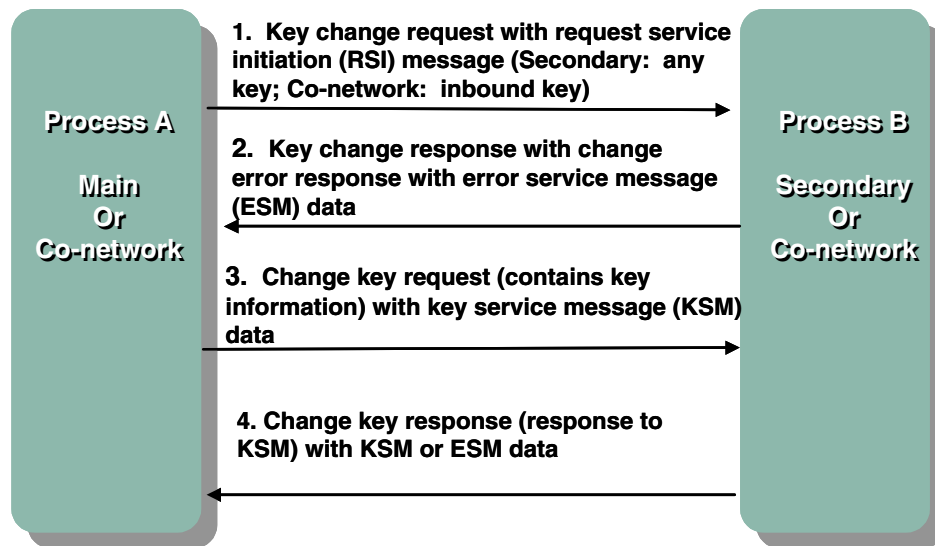 Process A
Main
Or
Co-network
1.  Key change request with request service
initiation (RSI) message (Secondary:  any
key; Co-network:  inbound key)
2.  Key change response with change
error response with error service message
(ESM) data
3.  Change key request (contains key
information) with key service message (KSM)
data
4. Change key response (response to
KSM) with KSM or ESM data
Process B
Secondary
Or
Co-network